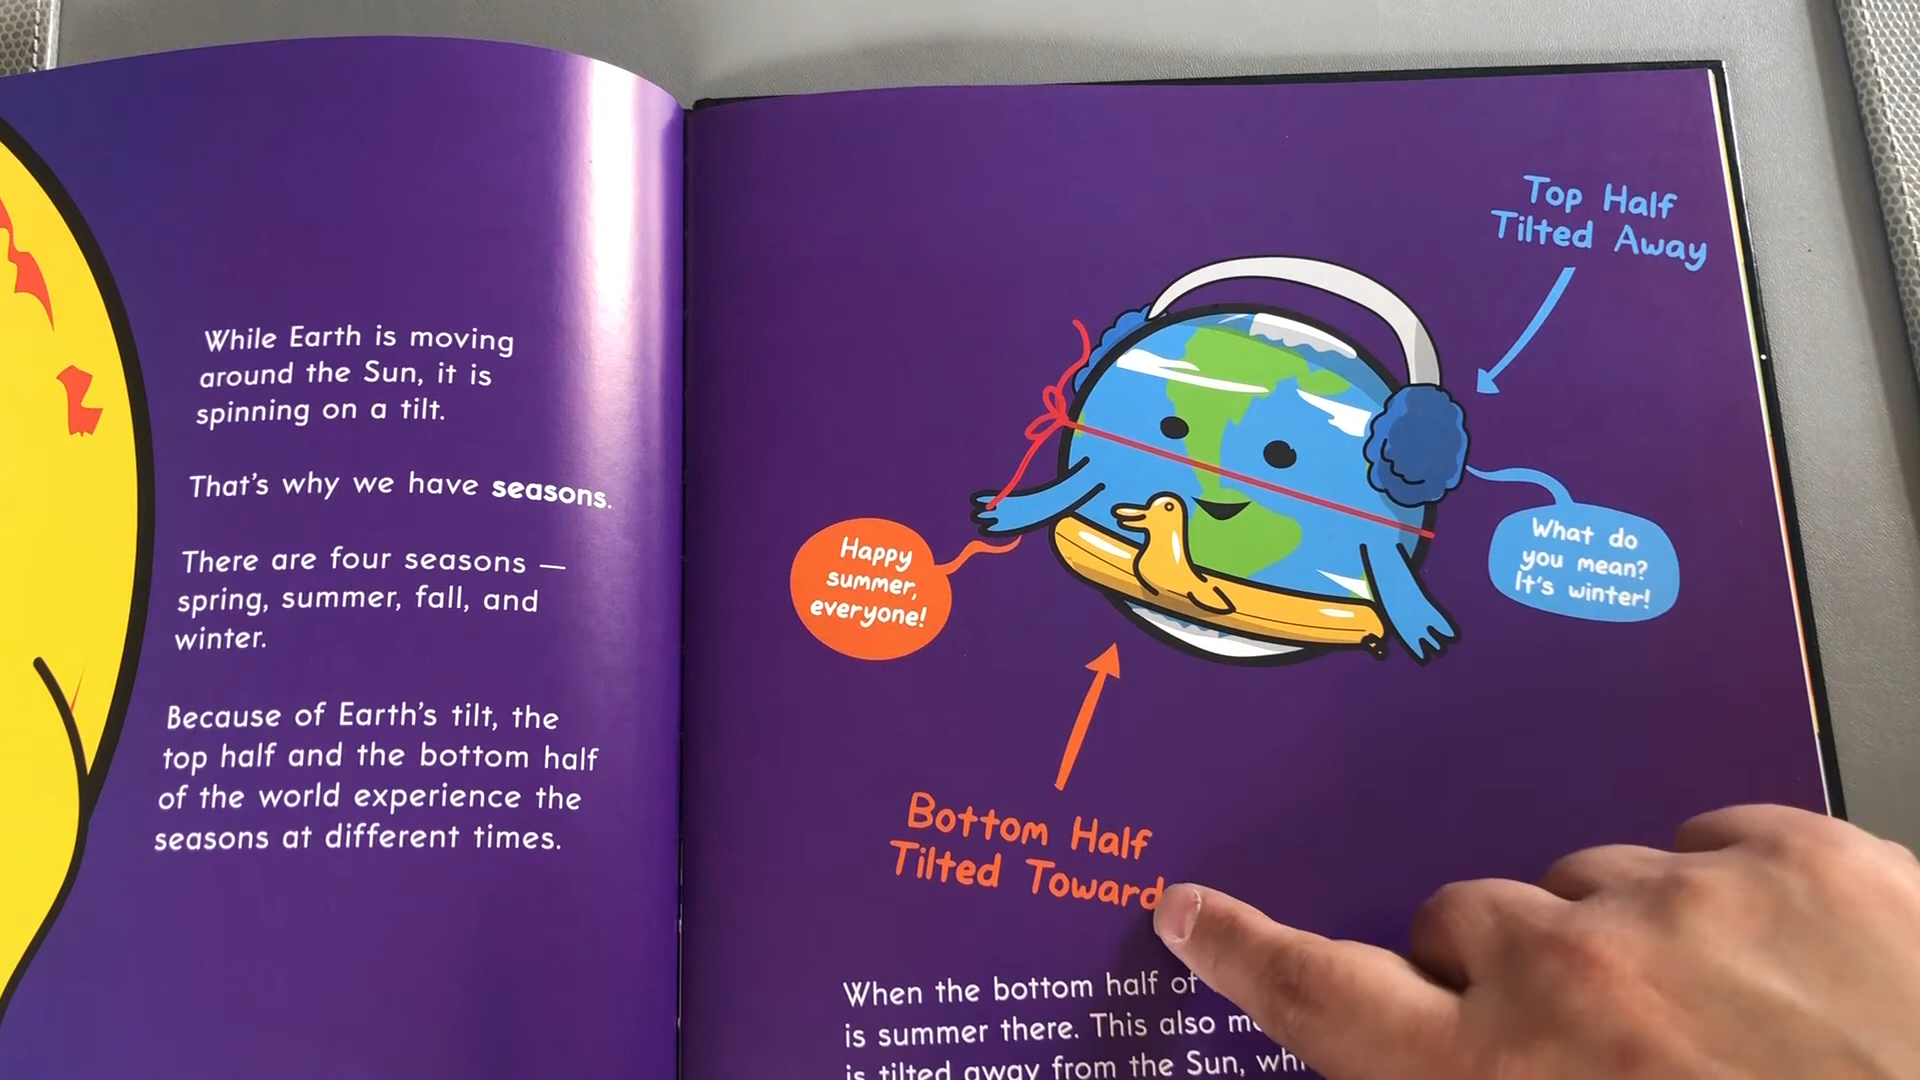 While Earth is moving
around the Sun, it is
spinning on a tilt.
That's why we have seasons.
There are four seasons —
spring, summer, fall, and
winter.
Because of Earth's tilt, the
top half and the bottom half
of the world experience the
seasons at different times.
Top Half
Tilted Away
Happy
summer,
everyone!
What do
you mean?
It's winter!
Bottom Half
Tilted Toward
When the bottom half of
is summer there. This also
is tilted away from the Sun,